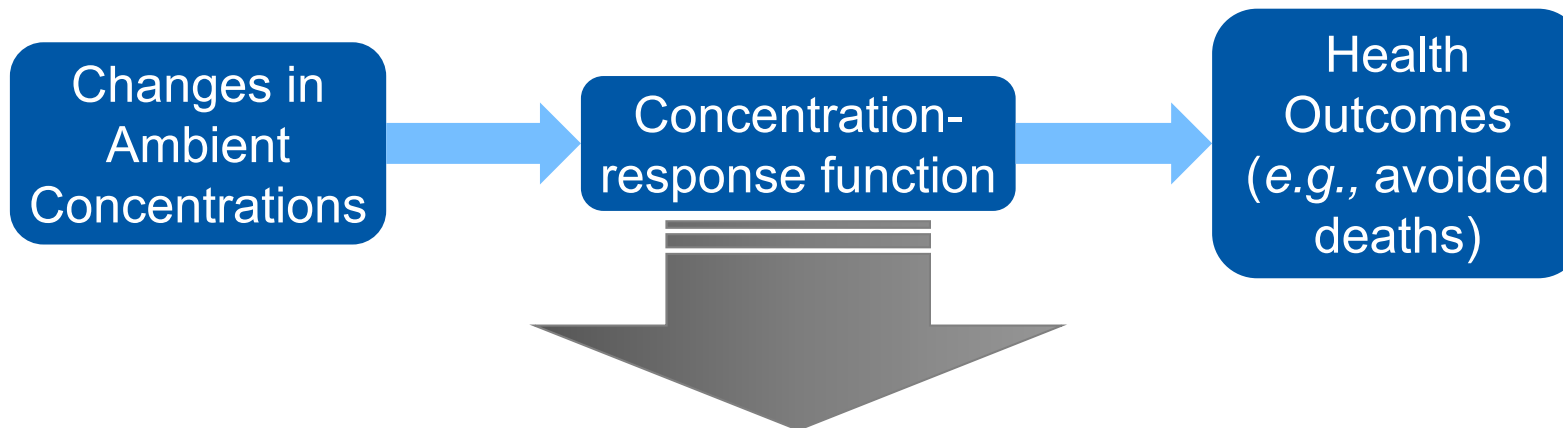 Changes in
Ambient
Concentrations
Concentration-
response function
Health
Outcomes
(e.g., avoided
deaths)